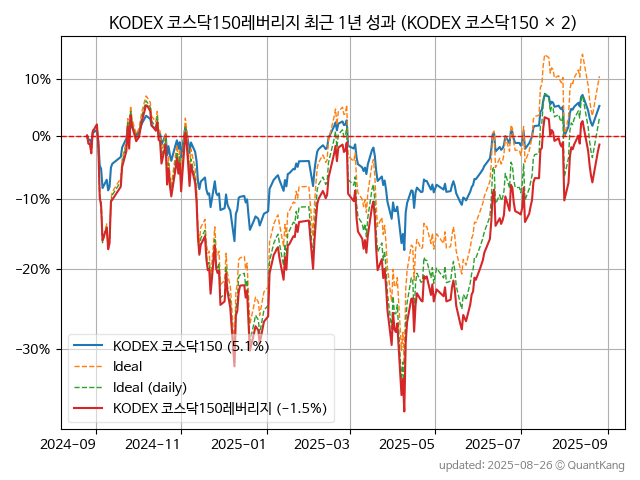 KODEX 코스닥150레버리지 최근 1년 성과 (KODEX 코스닥150 × 2)
10%
0%
−10%
−20%
−30%
KODEX 코스닥150 (5.1%)
Ideal
Ideal (daily)
KODEX 코스닥150레버리지 (−1.5%)
2024-09 2024-11 2025-01 2025-03 2025-05 2025-07 2025-09
updated: 2025-08-26 © QuantKang